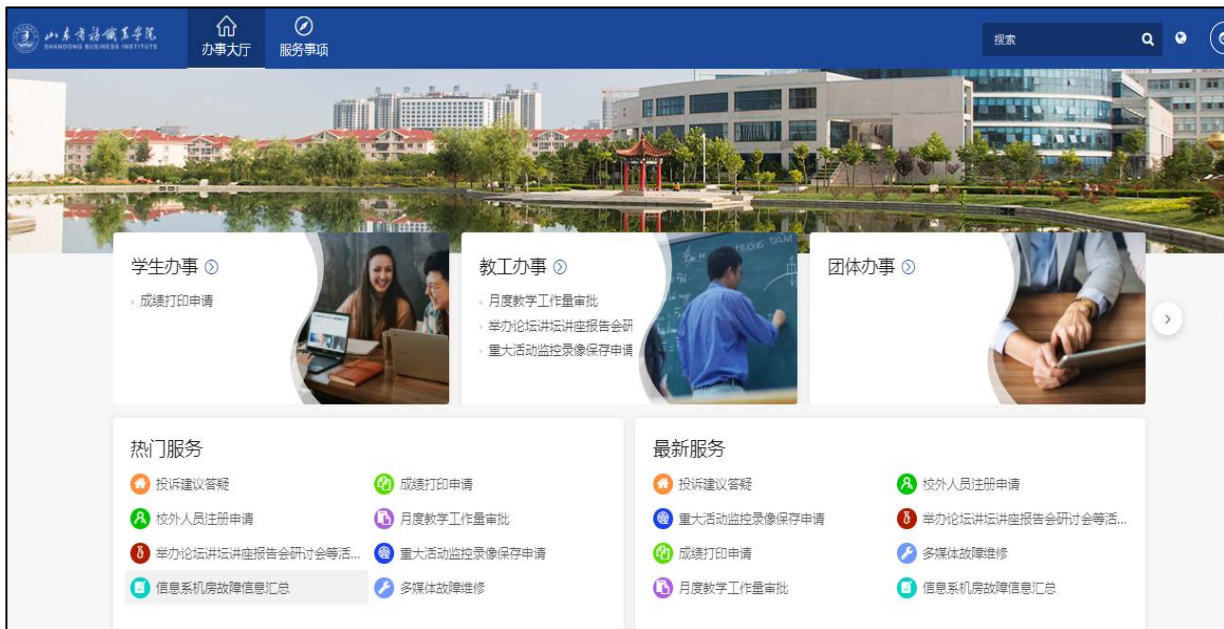 山东商务职业学院
SHANDONG BUSINESS INSTITUTE
办事大厅
服务事项
搜索
学生办事
成绩打印申请
教工办事
月度教学工作量审批
举办论坛讲坛讲座报告会研
重大活动监控录像保存申请
团体办事
热门服务
投诉建议答疑
成绩打印申请
校外人员注册申请
月度教学工作量审批
举办论坛讲坛讲座报告会研讨会等活...
重大活动监控录像保存申请
信息系机房故障信息汇总
多媒体故障维修
最新服务
投诉建议答疑
校外人员注册申请
重大活动监控录像保存申请
举办论坛讲坛讲座报告会研讨会等活...
成绩打印申请
多媒体故障维修
月度教学工作量审批
信息系机房故障信息汇总